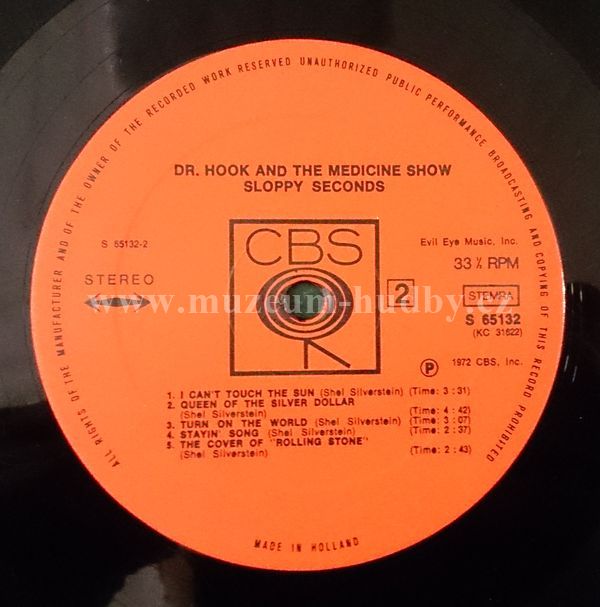 ALL RIGHTS OF THE MANUFACTURER AND OF THE OWNER OF THE RECORDED WORK RESERVED UNAUTHORIZED PUBLIC PERFORMANCE BROADCASTING AND COPYING OF THIS RECORD PROHIBITED
DR. HOOK AND THE MEDICINE SHOW
SLOPPY SECONDS
CBS
S 65132-2
STEREO
Evil Eye Music, Inc.
33⅓ RPM
2
STEMRA
S 65132
(KC 31622)
www.muzeum-hudby.cz
Ⓟ 1972 CBS, Inc.
1. I CAN'T TOUCH THE SUN (Shel Silverstein) (Time: 3:31)
2. QUEEN OF THE SILVER DOLLAR
(Shel Silverstein) (Time: 4:42)
3. TURN ON THE WORLD (Shel Silverstein) (Time: 3:07)
4. STAYIN' SONG (Shel Silverstein) (Time: 2:37)
5. THE COVER OF "ROLLING STONE"
(Shel Silverstein) (Time: 2:43)
MADE IN HOLLAND